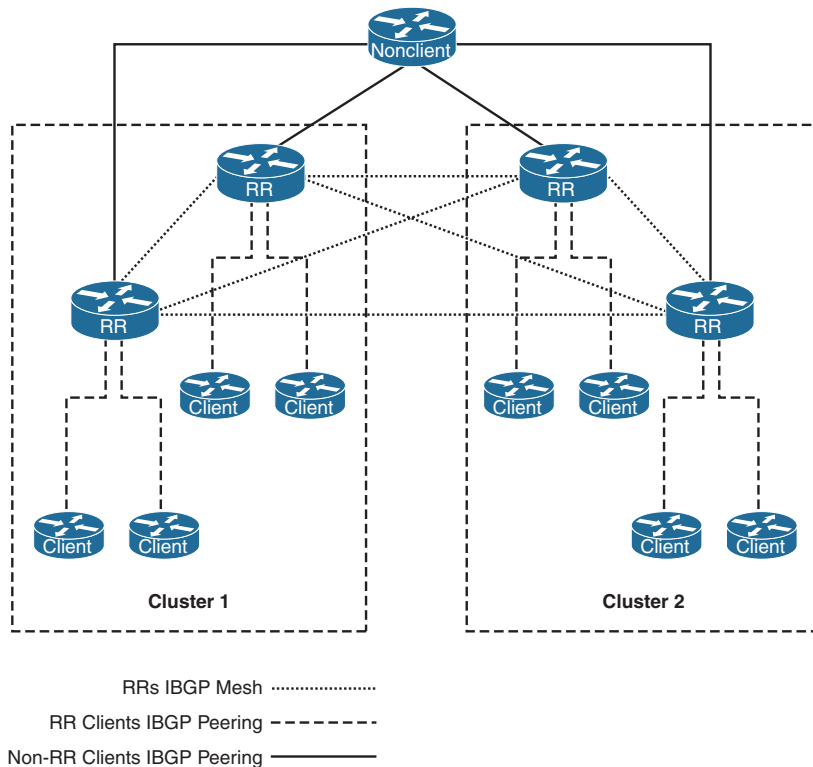 Nonclient
RR
RR
RR
RR
Client
Client
Client
Client
Client
Client
Client
Client
Cluster 1
Cluster 2
RRs IBGP Mesh
RR Clients IBGP Peering
Non-RR Clients IBGP Peering